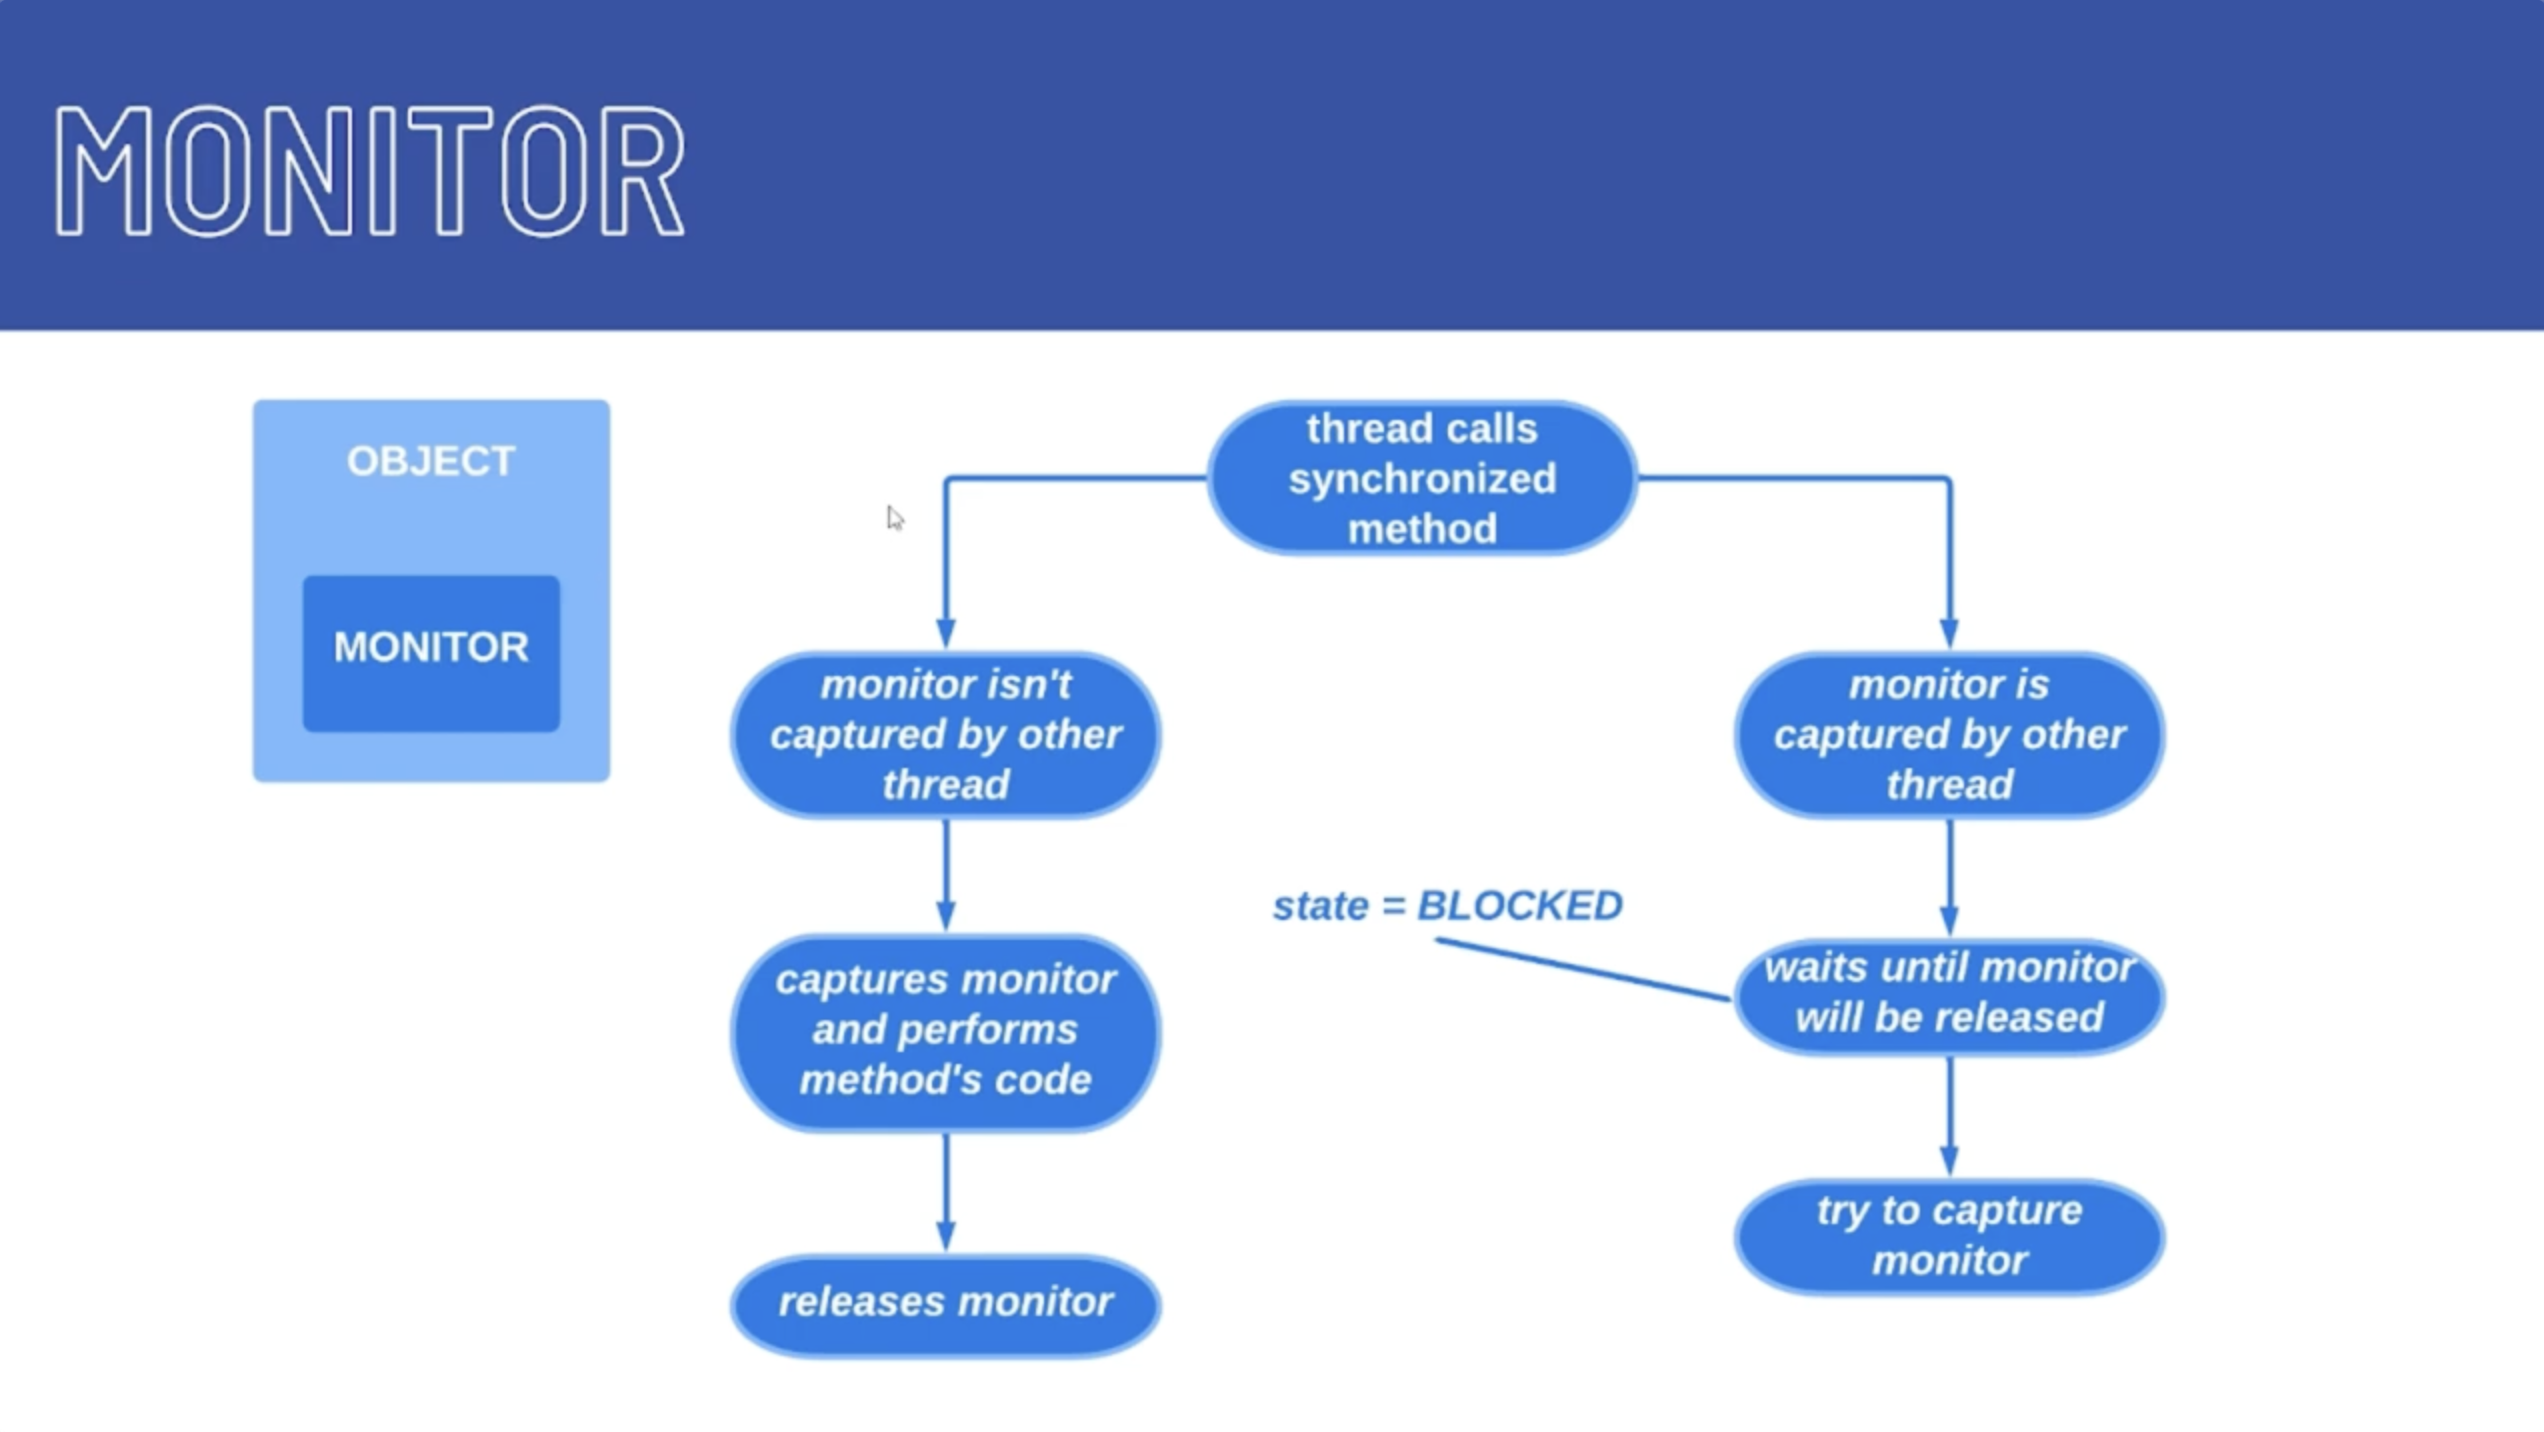 MONITOR
OBJECT
MONITOR
thread calls
synchronized
method
monitor isn't
captured by other
thread
monitor is
captured by other
thread
captures monitor
and performs
method's code
state = BLOCKED
waits until monitor
will be released
releases monitor
try to capture
monitor